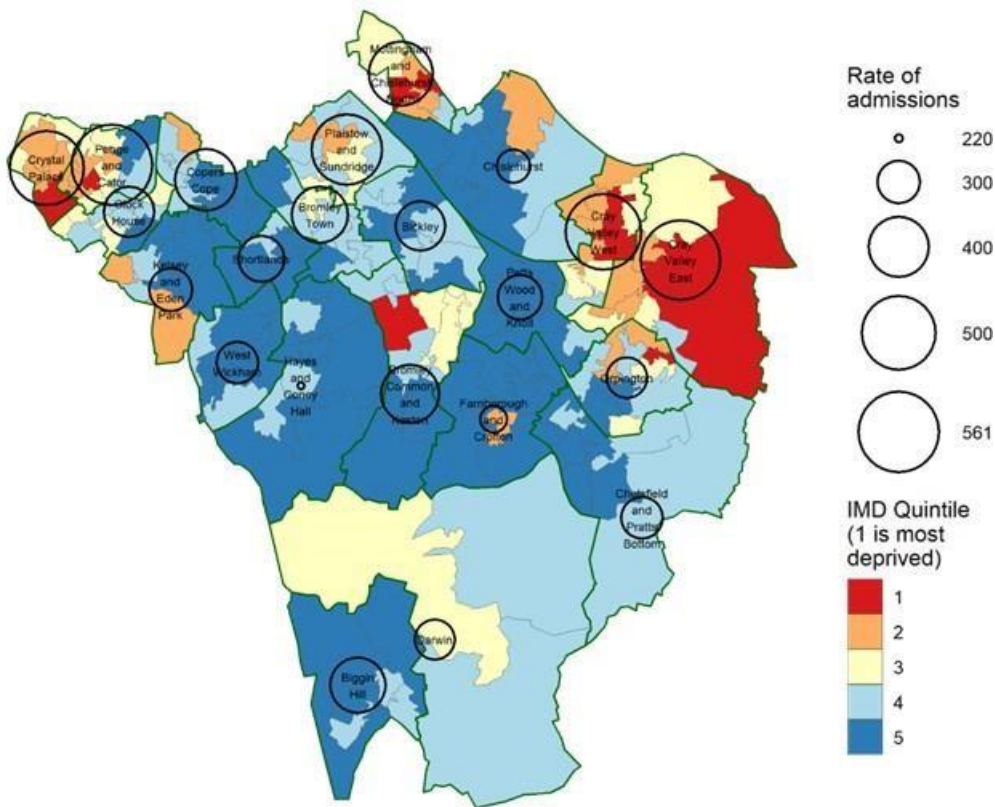 Mottingham
and
Chislehurst
North
Crystal
Palace
Penge
and
Cator
Clock
House
Copers
Cope
Plaistow
and
Sundridge
Bromley
Town
Bickley
Chislehurst
Cray
Valley
West
Cray
Valley
East
Shortlands
Kelsey
and
Eden
Park
Petts
Wood
and
Knoll
West
Wickham
Hayes
and
Coney
Hall
Bromley
Common
and
Keston
Farnborough
and
Crofton
Orpington
Chelsfield
and
Pratts
Bottom
Darwin
Biggin
Hill
Rate of
admissions
220
300
400
500
561
IMD Quintile
(1 is most
deprived)
1
2
3
4
5